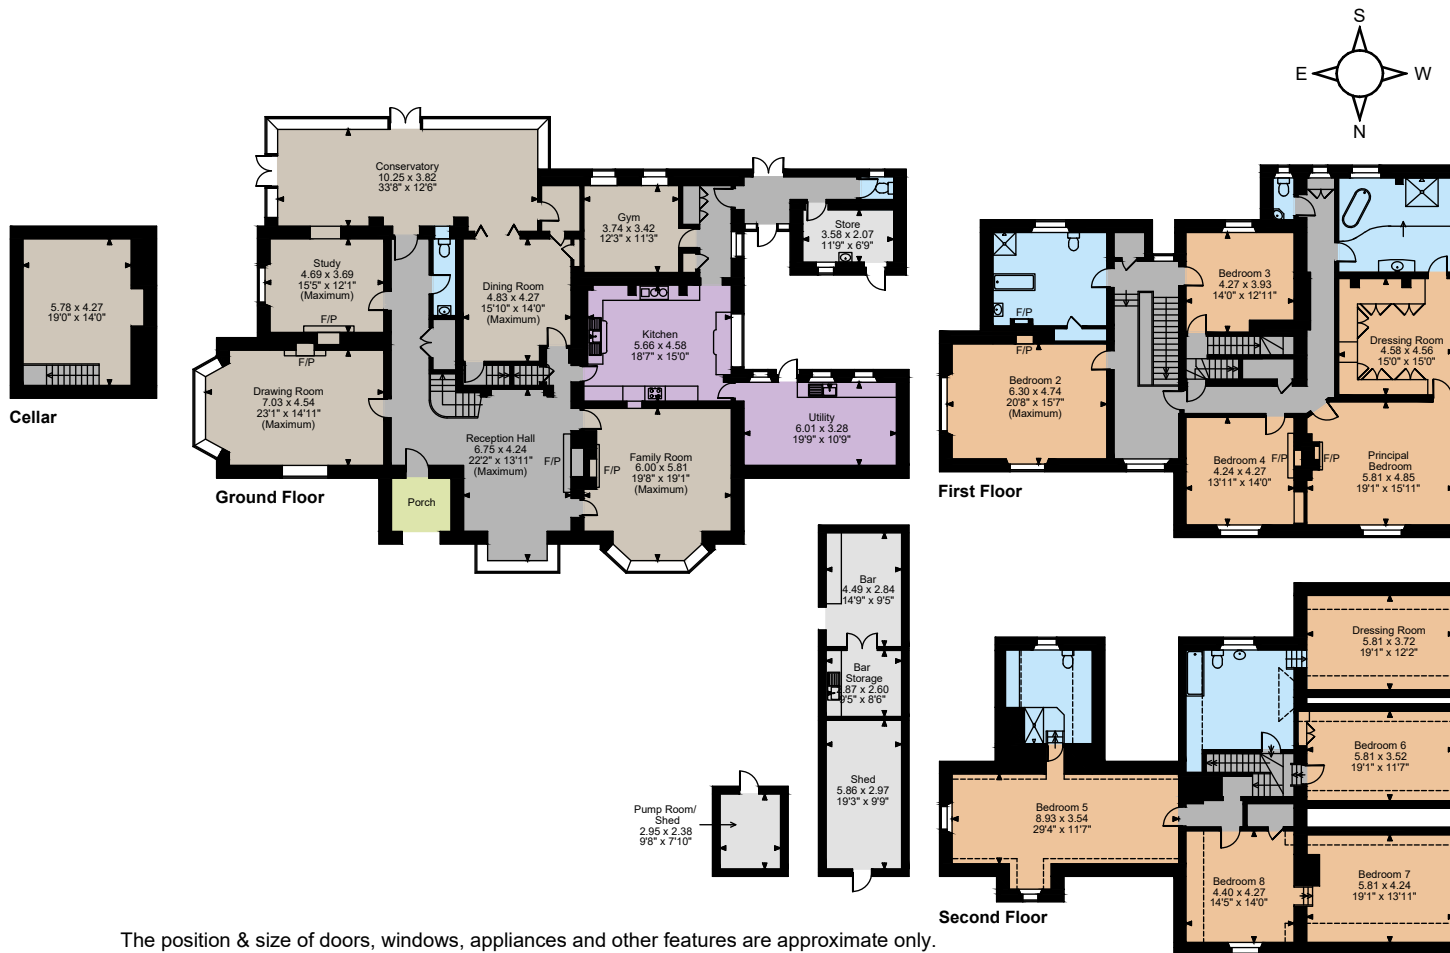 S
E
W
N
Conservatory
10.25 x 3.82
33'8" x 12'6"
Gym
3.74 x 3.42
12'3" x 11'3"
Store
3.58 x 2.07
11'9" x 6'9"
Study
4.69 x 3.69
15'5" x 12'1"
(Maximum)
F/P
Dining Room
4.83 x 4.27
15'10" x 14'0"
(Maximum)
Kitchen
5.66 x 4.58
18'7" x 15'0"
5.78 x 4.27
19'0" x 14'0"
Cellar
F/P
Drawing Room
7.03 x 4.54
23'1" x 14'11"
(Maximum)
Reception Hall
6.75 x 4.24
22'2" x 13'11"
(Maximum)
F/P
F/P
Family Room
6.00 x 5.81
19'8" x 19'1"
(Maximum)
Utility
6.01 x 3.28
19'9" x 10'9"
Ground Floor
Porch
Bedroom 3
4.27 x 3.93
14'0" x 12'11"
F/P
F/P
Bedroom 2
6.30 x 4.74
20'8" x 15'7"
(Maximum)
Dressing Room
4.58 x 4.56
15'0" x 15'0"
Bedroom 4
4.24 x 4.27
13'11" x 14'0"
F/P
F/P
Principal
Bedroom
5.81 x 4.85
19'1" x 15'11"
First Floor
Bar
4.49 x 2.84
14'9" x 9'5"
Bar
Storage
2.87 x 2.60
9'5" x 8'6"
Shed
5.86 x 2.97
19'3" x 9'9"
Pump Room/
Shed
2.95 x 2.38
9'8" x 7'10"
Dressing Room
5.81 x 3.72
19'1" x 12'2"
Bedroom 6
5.81 x 3.52
19'1" x 11'7"
Bedroom 5
8.93 x 3.54
29'4" x 11'7"
Bedroom 8
4.40 x 4.27
14'5" x 14'0"
Bedroom 7
5.81 x 4.24
19'1" x 13'11"
Second Floor
The position & size of doors, windows, appliances and other features are approximate only.